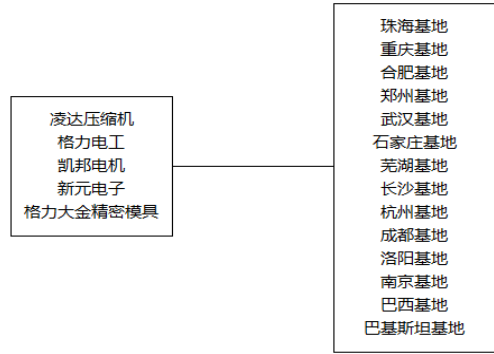 凌达压缩机
格力电工
凯邦电机
新元电子
格力大金精密模具
珠海基地
重庆基地
合肥基地
郑州基地
武汉基地
石家庄基地
芜湖基地
长沙基地
杭州基地
成都基地
洛阳基地
南京基地
巴西基地
巴基斯坦基地